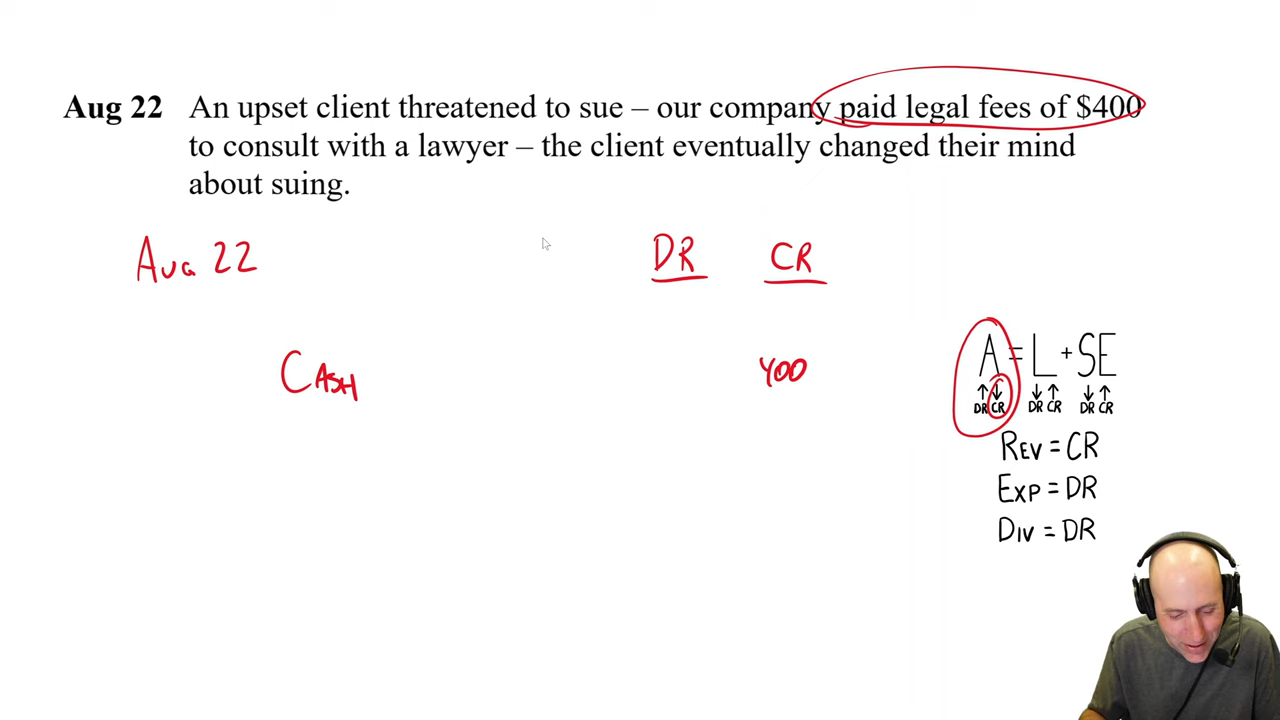 Aug 22 An upset client threatened to sue – our company paid legal fees of $400
to consult with a lawyer – the client eventually changed their mind
about suing.
Aug 22 DR CR
CASH 400
A = L + SE
↑ ↓ ↓ ↑ ↓ ↑
DR CR DR CR DR CR
REV = CR
EXP = DR
DIV = DR